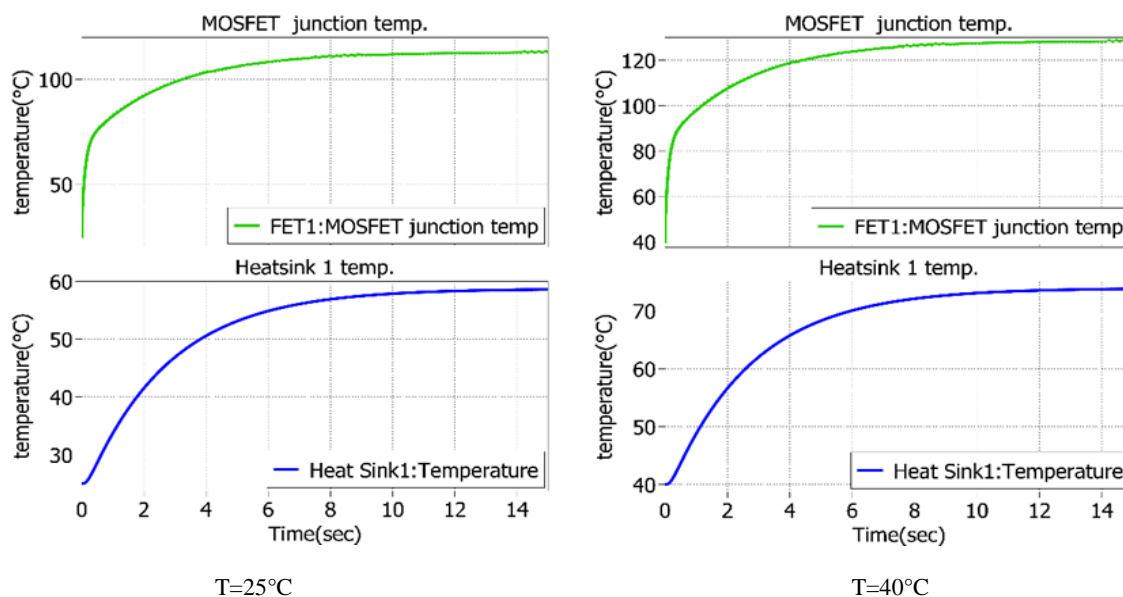 MOSFET junction temp.
temperature(°C)
100
50
FET1:MOSFET junction temp
Heatsink 1 temp.
temperature(°C)
60
50
40
30
Heat Sink1:Temperature
0 2 4 6 8 10 12 14
Time(sec)
T=25°C
MOSFET junction temp.
temperature(°C)
120
100
80
60
40
FET1:MOSFET junction temp
Heatsink 1 temp.
temperature(°C)
70
60
50
40
Heat Sink1:Temperature
0 2 4 6 8 10 12 14
Time(sec)
T=40°C